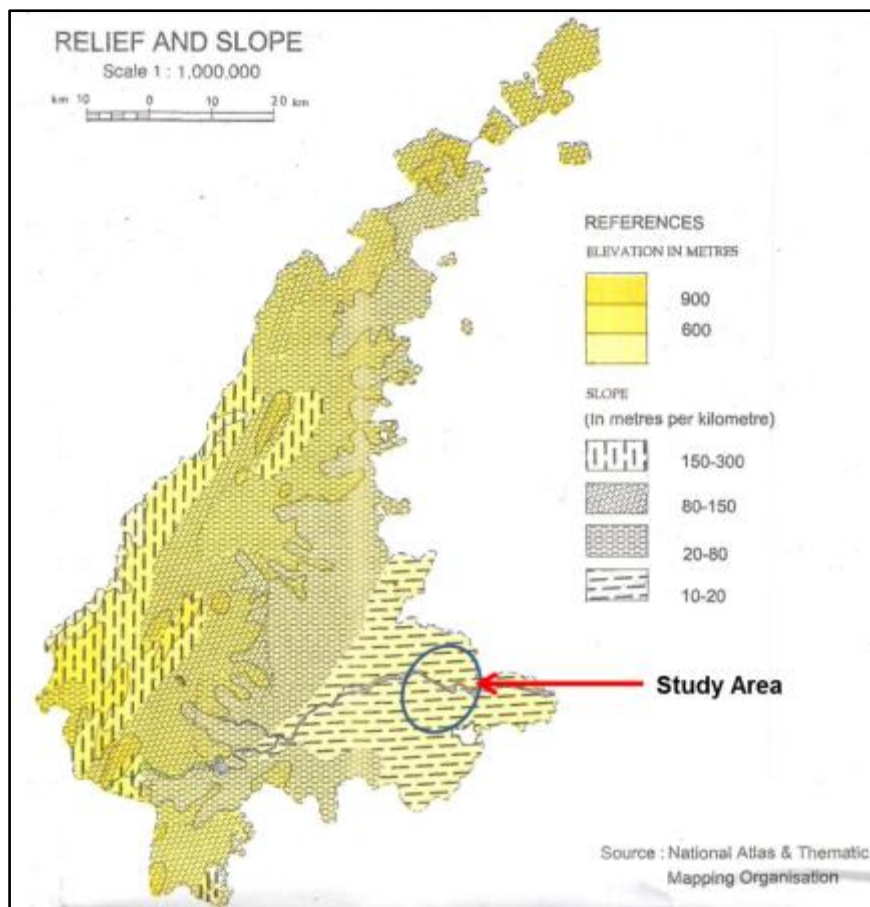 RELIEF AND SLOPE
Scale 1 : 1,000,000
km 10 0 10 20 km
REFERENCES
ELEVATION IN METRES
900
600
SLOPE
(In metres per kilometre)
150-300
80-150
20-80
10-20
Study Area
Source : National Atlas & Thematic
Mapping Organisation